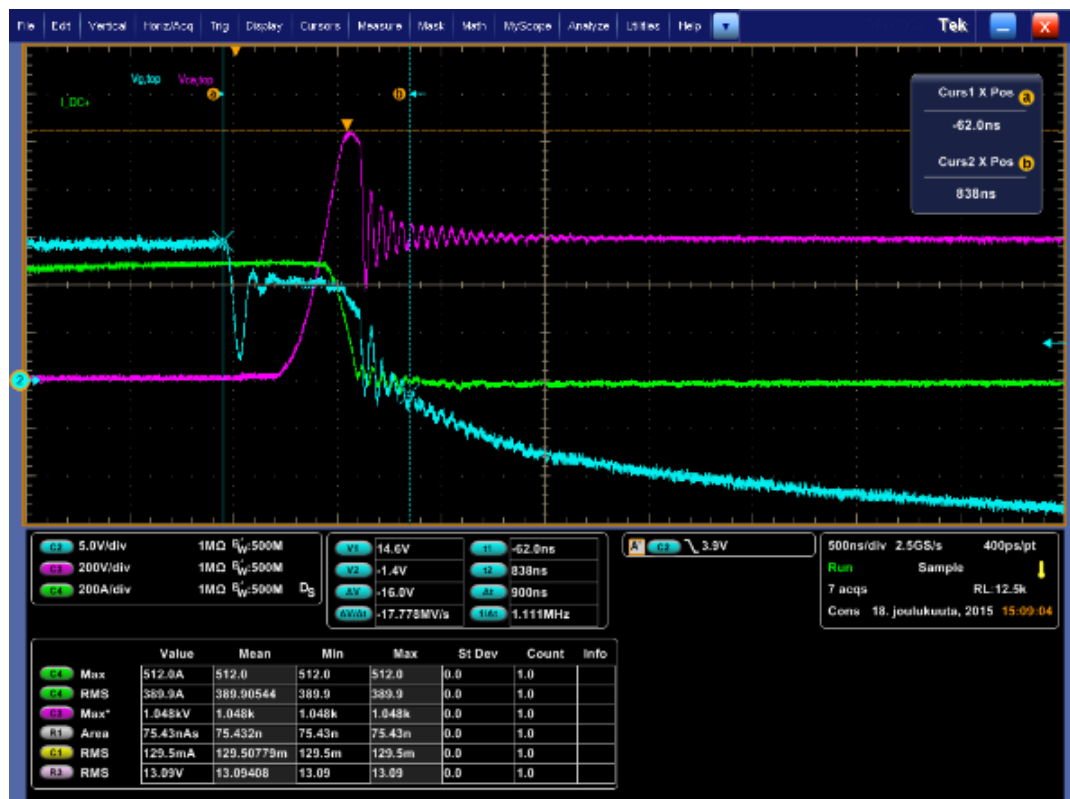 File Edit Vertical Horiz/Acq Trig Display Cursors Measure Mask Math MyScope Analyze Utilities Help Tek X
Vg,top Vce,top
I_DC+
a b
Curs1 X Pos a
-62.0ns
Curs2 X Pos b
838ns
2
C2 5.0V/div 1MΩ BW:500M
C3 200V/div 1MΩ BW:500M
C4 200A/div 1MΩ BW:500M Ds
V1 14.6V t1 -62.0ns
V2 -1.4V t2 838ns
ΔV -16.0V Δt 900ns
ΔV/Δt -17.778MV/s 1/Δt 1.111MHz
A' C2 3.9V
500ns/div 2.5GS/s 400ps/pt
Run Sample
7 acqs RL:12.5k
Cons 18. joulukuuta, 2015 15:09:04
Value Mean Min Max St Dev Count Info
C4 Max 512.0A 512.0 512.0 512.0 0.0 1.0
C4 RMS 389.9A 389.90544 389.9 389.9 0.0 1.0
C3 Max* 1.048kV 1.048k 1.048k 1.048k 0.0 1.0
R1 Area 75.43nAs 75.432n 75.43n 75.43n 0.0 1.0
C1 RMS 129.5mA 129.50779m 129.5m 129.5m 0.0 1.0
R3 RMS 13.09V 13.09408 13.09 13.09 0.0 1.0